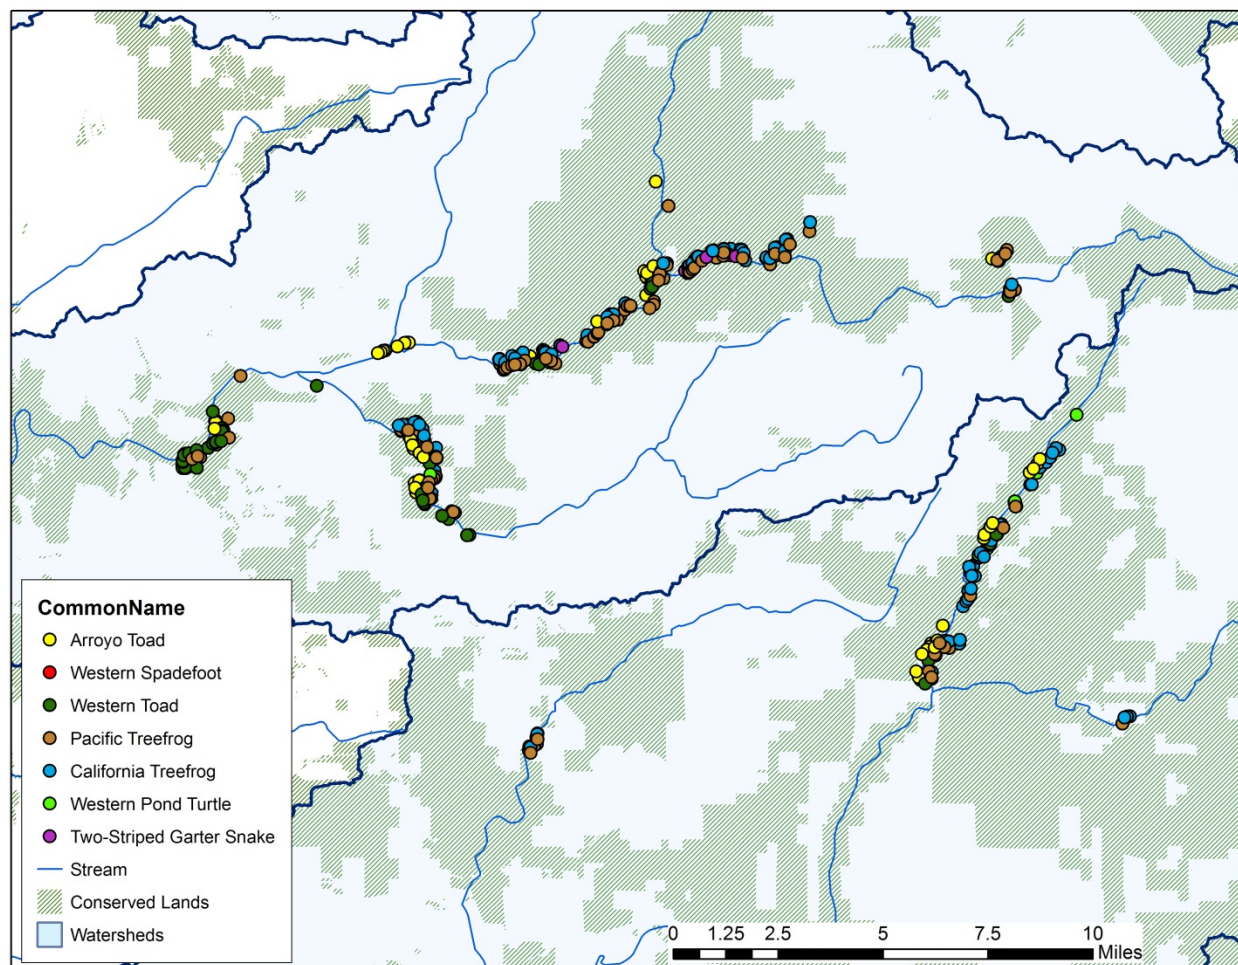 CommonName
Arroyo Toad
Western Spadefoot
Western Toad
Pacific Treefrog
California Treefrog
Western Pond Turtle
Two-Striped Garter Snake
Stream
Conserved Lands
Watersheds
0 1.25 2.5 5 7.5 10
Miles